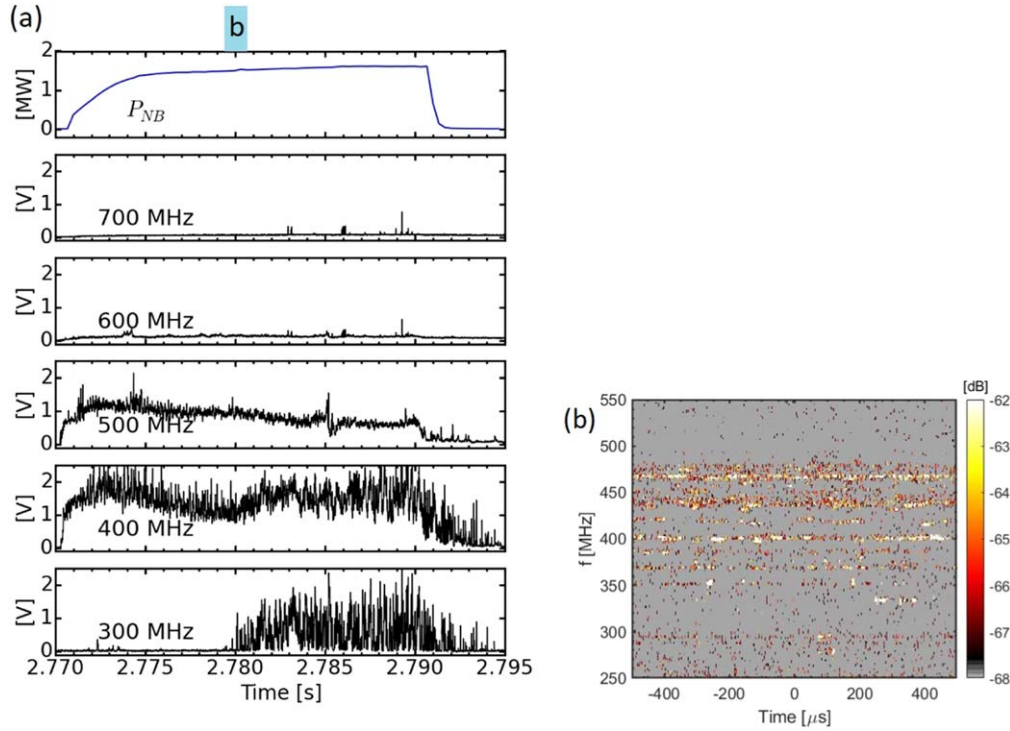 (a)
b
2
1
0
[MW]
P_NB
2
1
0
[V]
700 MHz
2
1
0
[V]
600 MHz
2
1
0
[V]
500 MHz
2
1
0
[V]
400 MHz
2
1
0
[V]
300 MHz
2.770 2.775 2.780 2.785 2.790 2.795
Time [s]
(b)
[dB]
550
500
450
400
350
300
250
f [MHz]
-400 -200 0 200 400
Time [μs]
-62
-63
-64
-65
-66
-67
-68